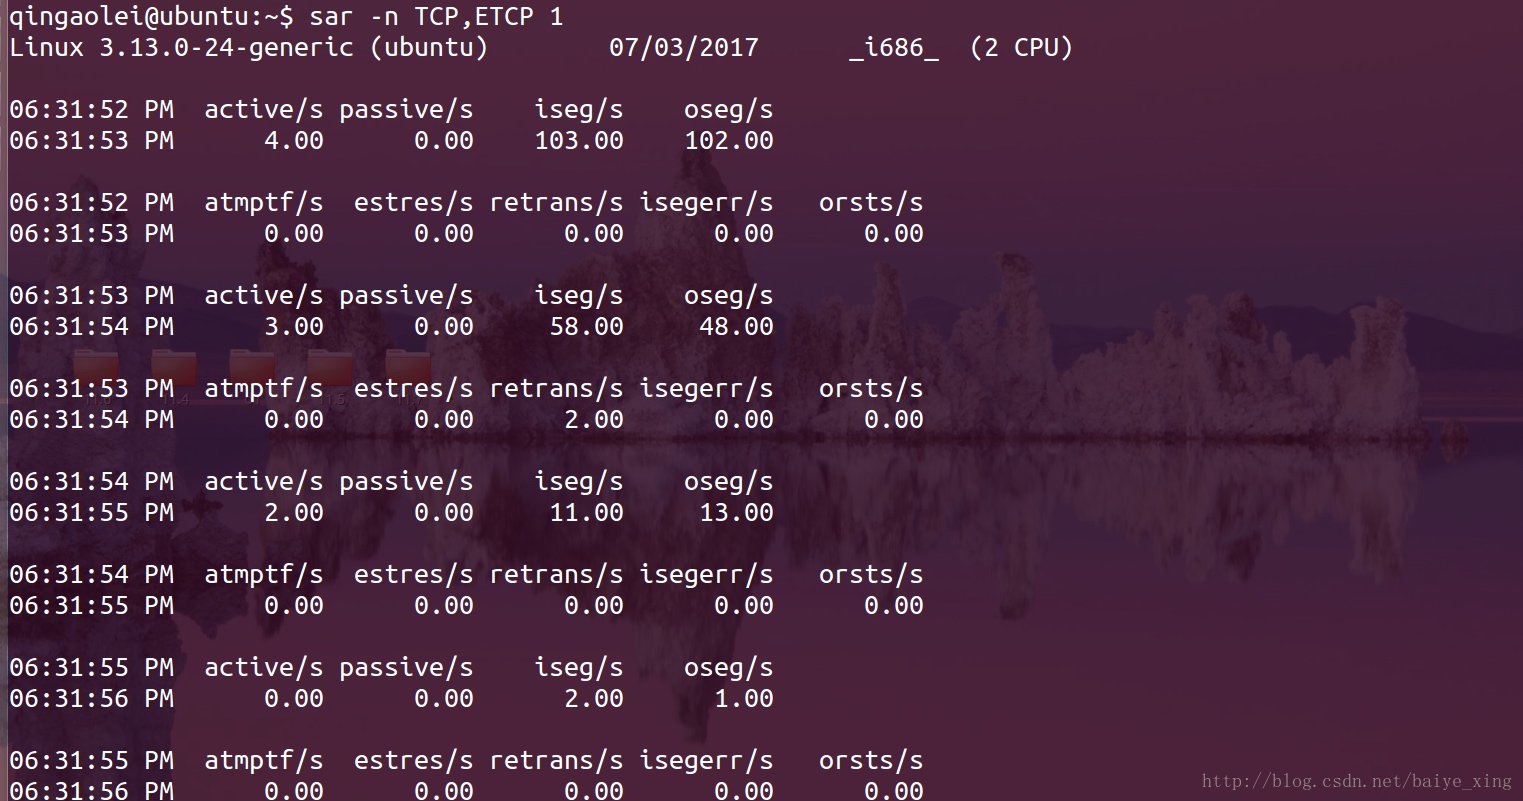 qingaolei@ubuntu:~$ sar -n TCP,ETCP 1
Linux 3.13.0-24-generic (ubuntu) 07/03/2017 _i686_ (2 CPU)
06:31:52 PM active/s passive/s iseg/s oseg/s
06:31:53 PM 4.00 0.00 103.00 102.00
06:31:52 PM atmptf/s estres/s retrans/s isegerr/s orsts/s
06:31:53 PM 0.00 0.00 0.00 0.00 0.00
06:31:53 PM active/s passive/s iseg/s oseg/s
06:31:54 PM 3.00 0.00 58.00 48.00
06:31:53 PM atmptf/s estres/s retrans/s isegerr/s orsts/s
06:31:54 PM 0.00 0.00 2.00 0.00 0.00
06:31:54 PM active/s passive/s iseg/s oseg/s
06:31:55 PM 2.00 0.00 11.00 13.00
06:31:54 PM atmptf/s estres/s retrans/s isegerr/s orsts/s
06:31:55 PM 0.00 0.00 0.00 0.00 0.00
06:31:55 PM active/s passive/s iseg/s oseg/s
06:31:56 PM 0.00 0.00 2.00 1.00
06:31:55 PM atmptf/s estres/s retrans/s isegerr/s orsts/s
06:31:56 PM 0.00 0.00 0.00 0.00 0.00
http://blog.csdn.net/baiye_xing